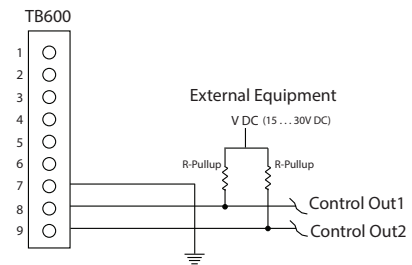 TB600
1
2
3
4
5
6
7
8
9
External Equipment
V DC (15 . . . 30V DC)
R-Pullup R-Pullup
Control Out1
Control Out2